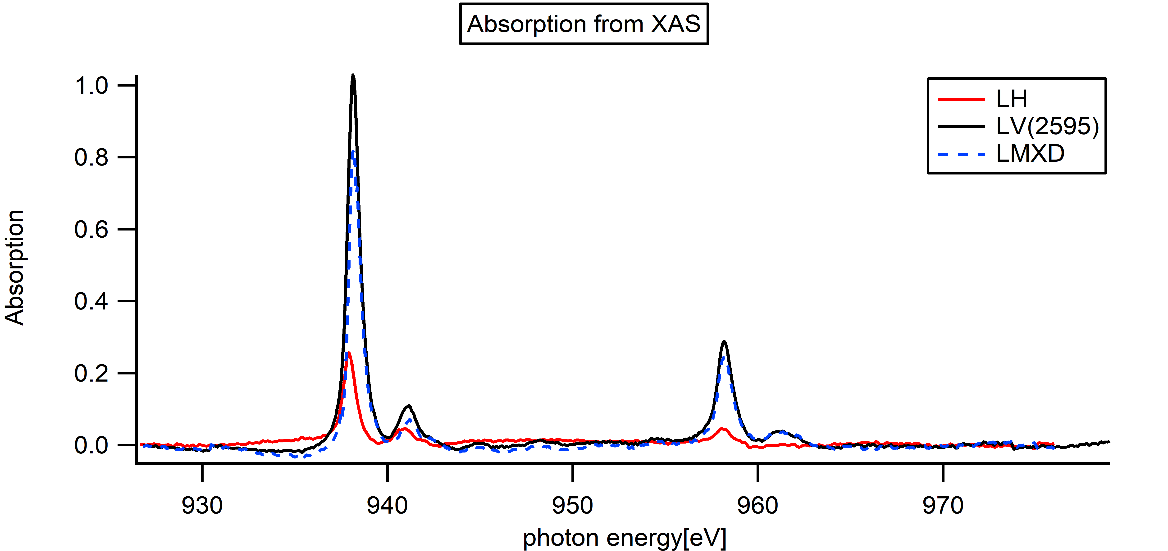 Absorption from XAS
LH
LV(2595)
LMXD
1.0
0.8
0.6
0.4
0.2
0.0
Absorption
930
940
950
960
970
photon energy[eV]